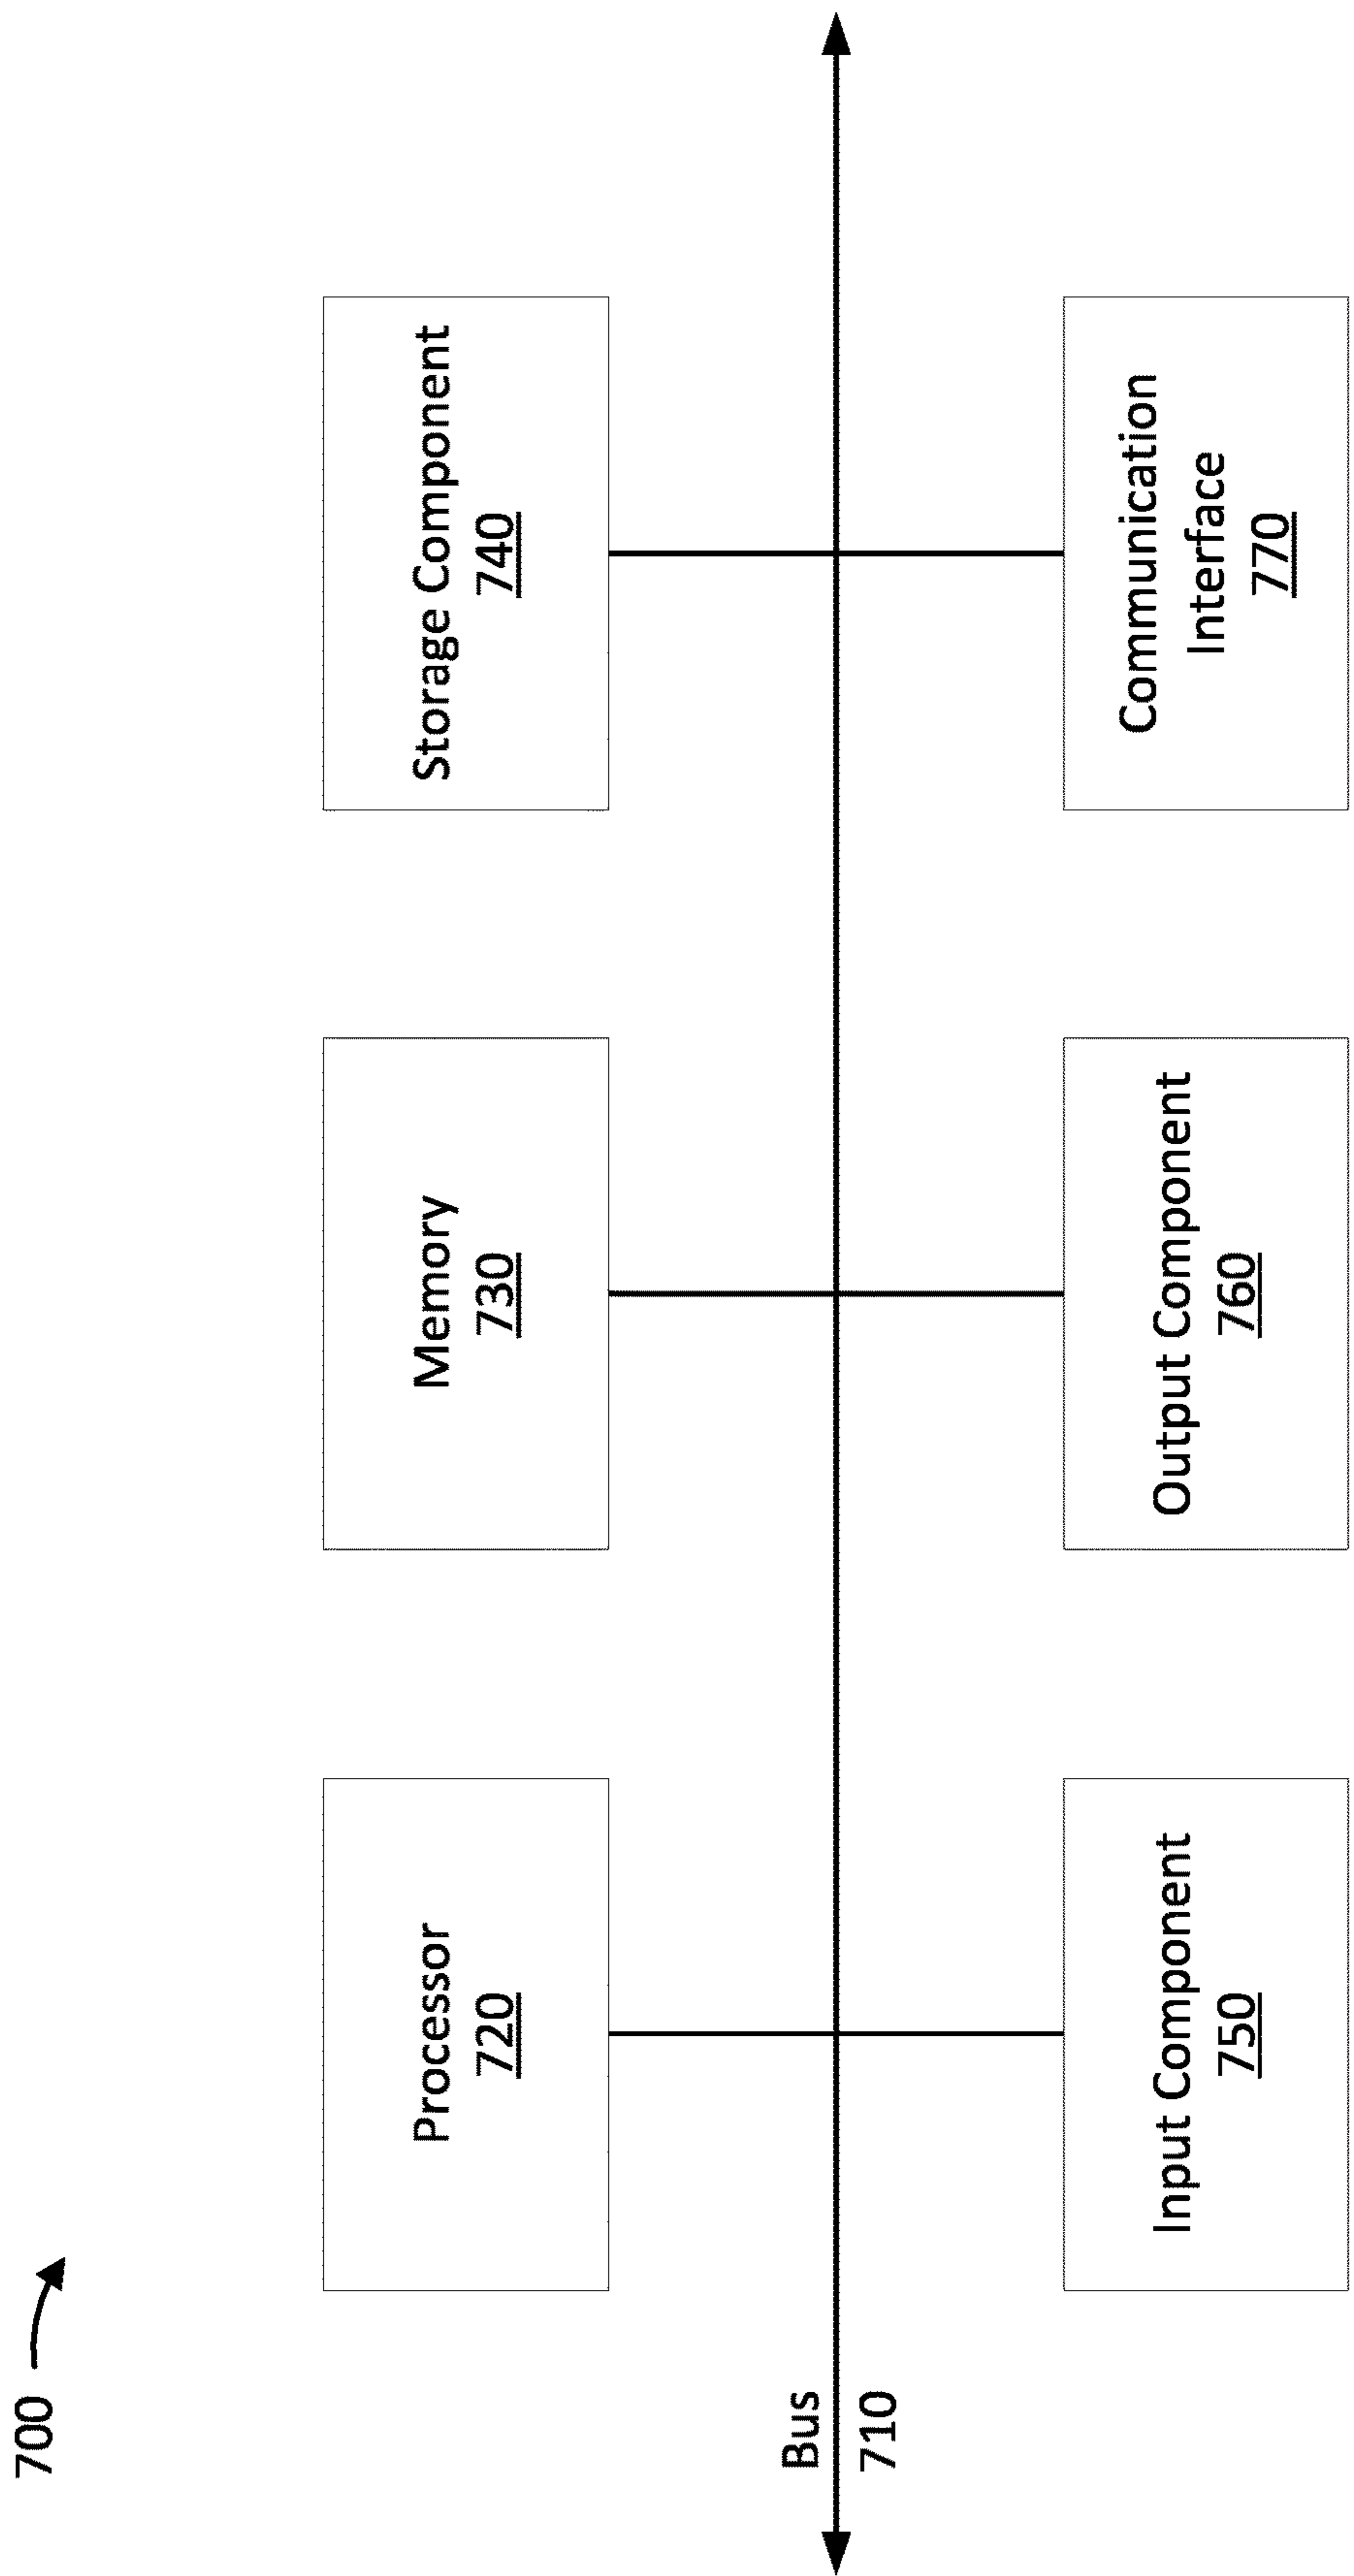 700
Processor
720
Memory
730
Storage Component
740
Bus
710
Input Component
750
Output Component
760
Communication
Interface
770